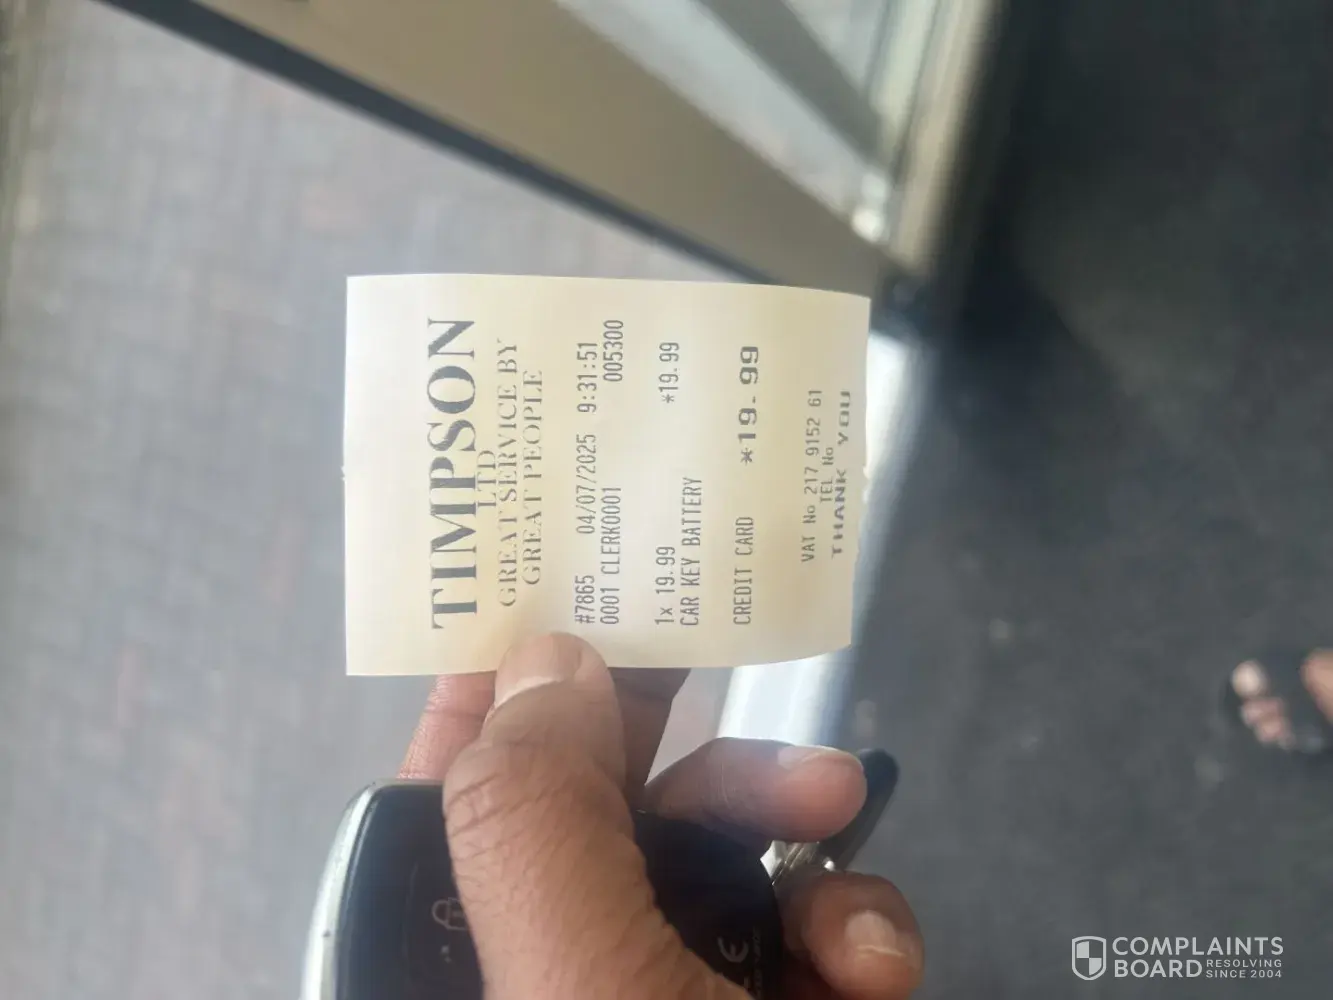 TIMPSON
LTD
GREAT SERVICE BY
GREAT PEOPLE
#7865 04/07/2025 9:31:51
0001 CLERK0001 005300
1x 19.99
CAR KEY BATTERY *19.99
CREDIT CARD *19.99
VAT No 217 9152 61
TEL No
THANK YOU
CE
COMPLAINTS
BOARD RESOLVING
SINCE 2004